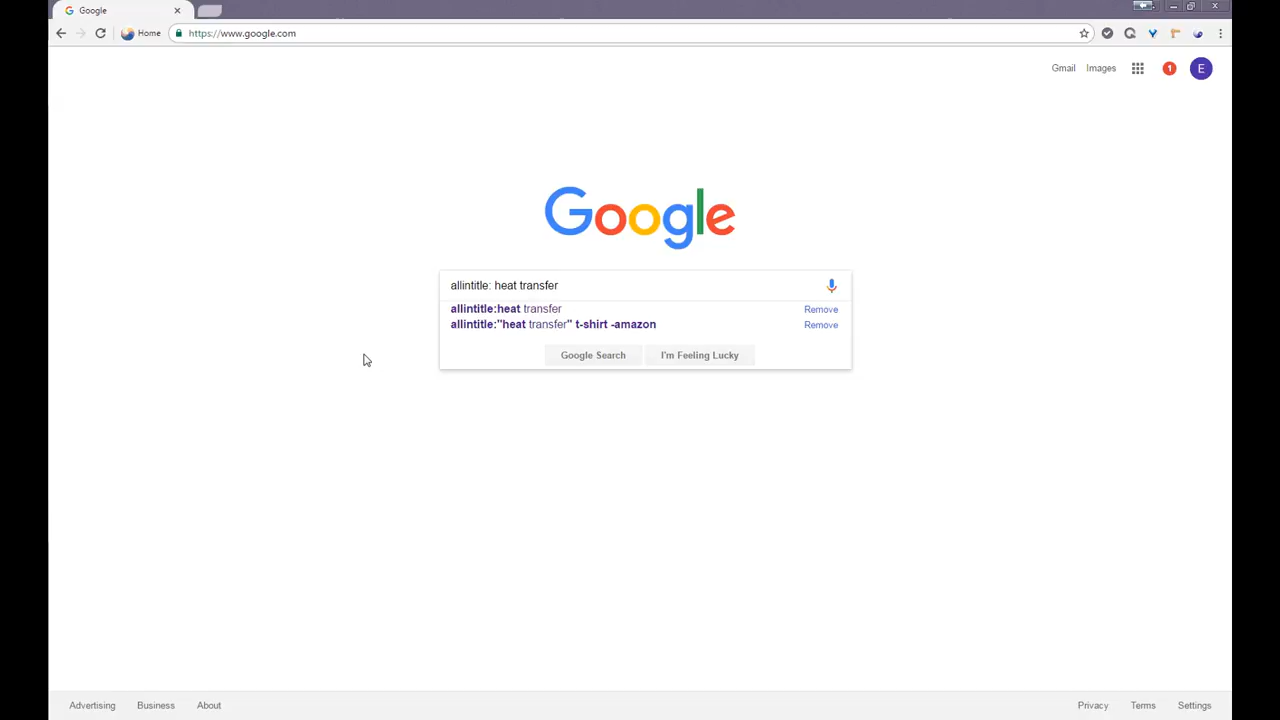 Google
Home
https://www.google.com
Gmail Images 1 E
Google
allintitle: heat transfer
allintitle:heat transfer Remove
allintitle:"heat transfer" t-shirt -amazon Remove
Google Search I'm Feeling Lucky
Advertising Business About Privacy Terms Settings